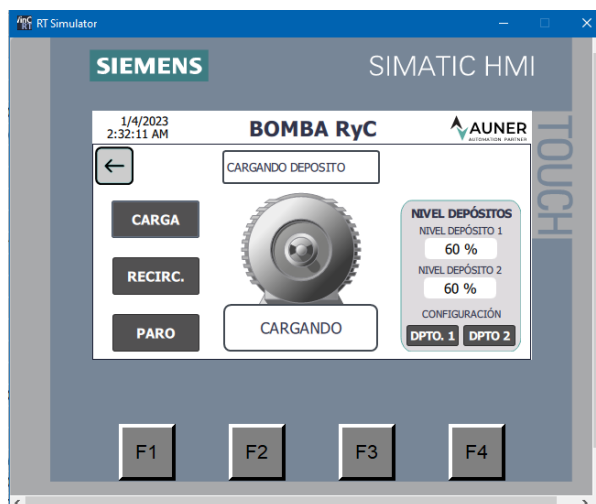 RT Simulator
SIEMENS
SIMATIC HMI
TOUCH
1/4/2023
2:32:11 AM
BOMBA RyC
AUNER
AUTOMATION PARTNER
CARGANDO DEPOSITO
CARGA
RECIRC.
PARO
CARGANDO
NIVEL DEPÓSITOS
NIVEL DEPÓSITO 1
60 %
NIVEL DEPÓSITO 2
60 %
CONFIGURACIÓN
DPTO. 1
DPTO 2
F1
F2
F3
F4